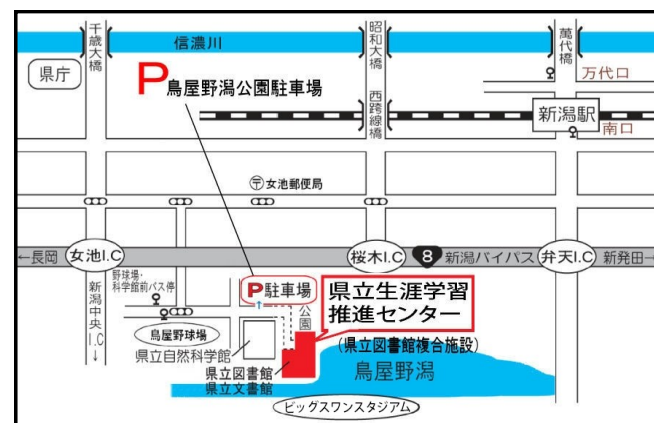 千歳大橋
信濃川
昭和大橋
萬代橋
県庁
P鳥屋野潟公園駐車場
西跨線橋
万代口
新潟駅
南口
〒女池郵便局
←長岡
女池I.C
桜木I.C
8
新潟バイパス
弁天I.C
新発田→
新潟中央I.C↓
野球場・
科学館前バス停
P駐車場
公園
県立生涯学習
推進センター
(県立図書館複合施設)
鳥屋野球場
県立自然科学館
県立図書館
県立文書館
鳥屋野潟
ビッグスワンスタジアム